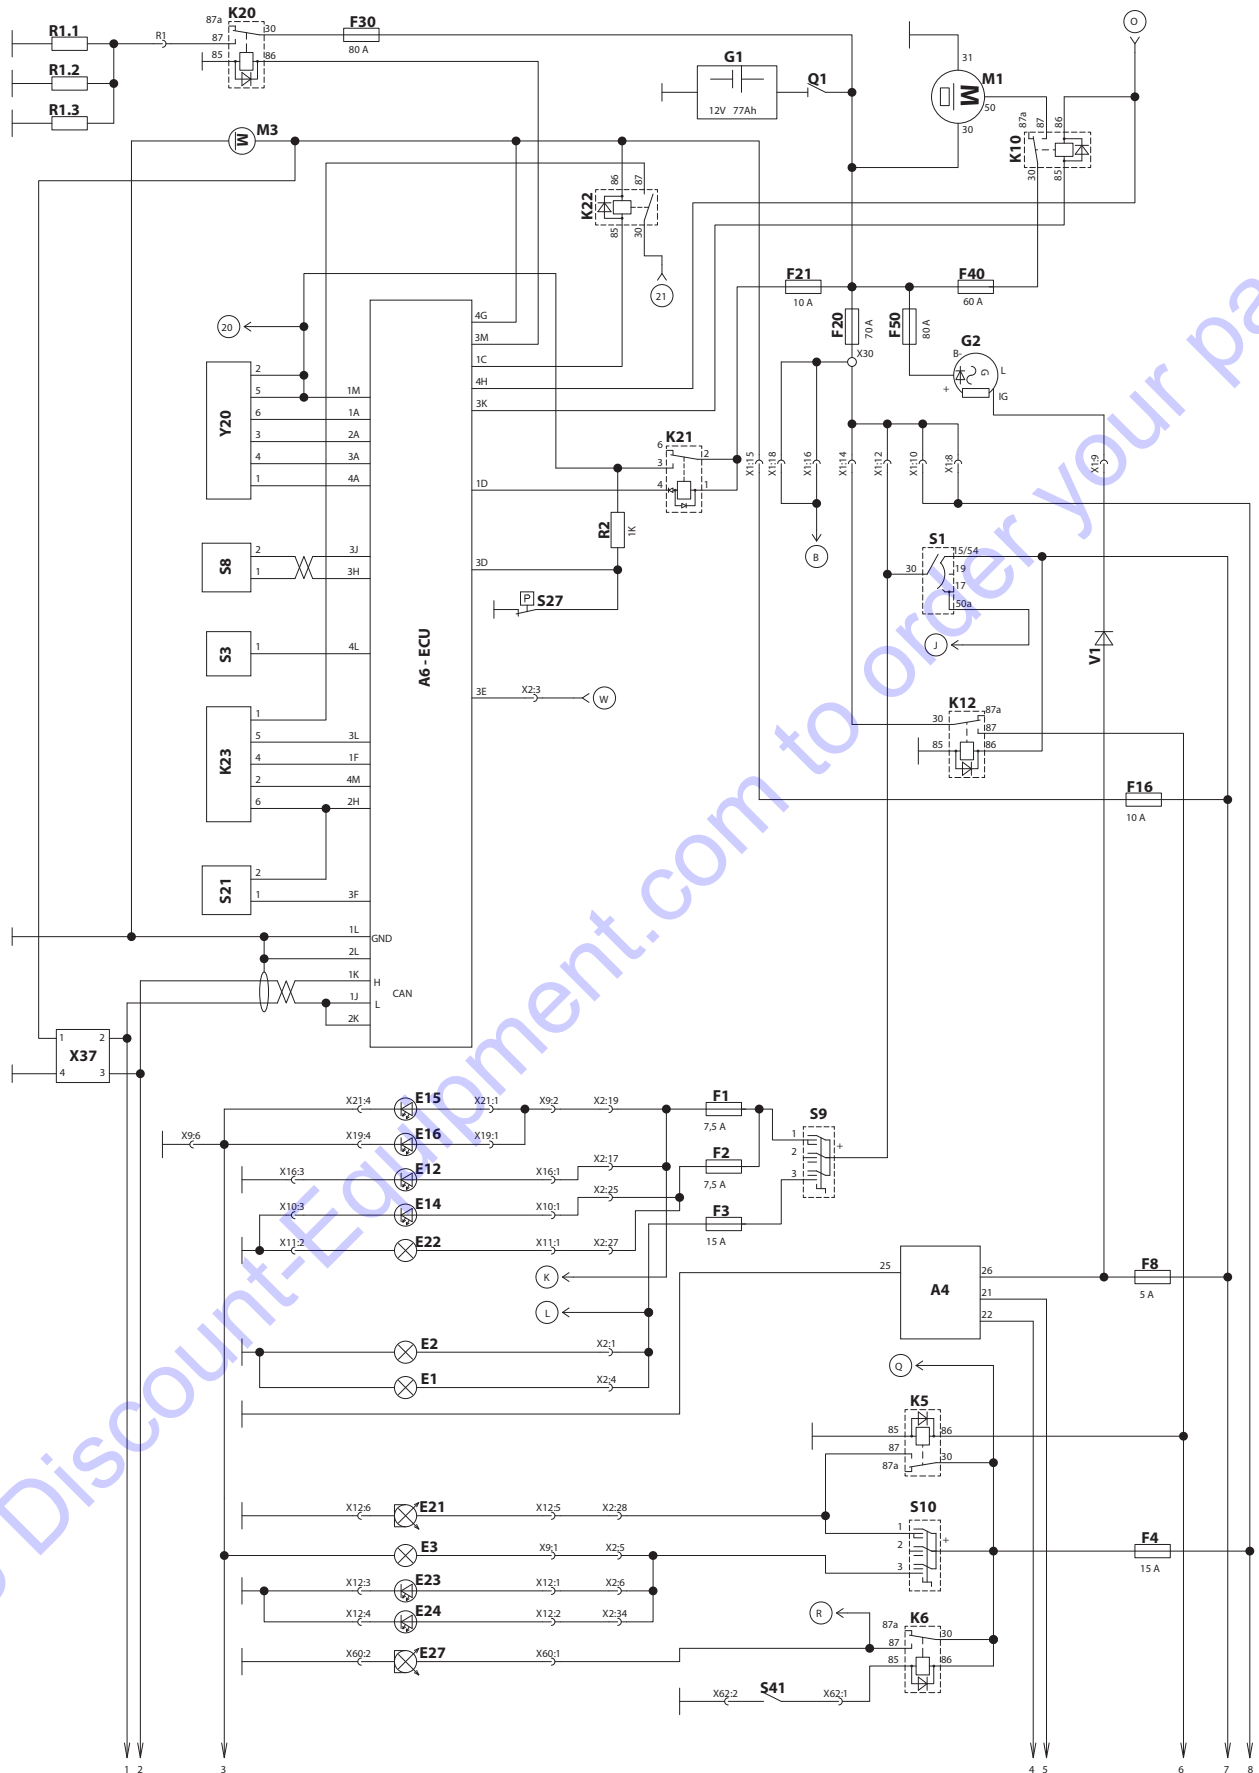 R1.1
R1.2
R1.3
R1
K20
87a
87
85
30
86
F30
80 A
G1
12V 77Ah
Q1
31
M
M1
50
30
O
K10
87a
87
86
30
85
M
M3
K22
86
87
85
30
21
F21
10 A
F40
60 A
F20
70 A
F50
80 A
X30
G2
B-
+
G
L
IG
20
Y20
2
5
6
3
4
1
1M
1A
2A
3A
4A
A6 - ECU
4G
3M
1C
4H
3K
1D
3D
3E
K21
6
3
4
2
1
R2
1K
P
S27
X2:3
W
X1:15
X1:18
X1:16
X1:14
X1:12
X1:10
X1:8
X1:9
B
S8
2
1
3J
3H
S3
1
4L
K23
1
5
4
2
6
3L
1F
4M
2H
S21
2
1
3F
1L
GND
2L
1K
H
CAN
1J
L
2K
S1
30
15/54
19
17
50a
J
V1
K12
30
87a
87
85
86
F16
10 A
X37
1
2
4
3
X21:4
E15
X21:1
X9:2
X2:19
F1
7,5 A
X9:6
X19:4
E16
X19:1
X16:3
E12
X16:1
X2:17
F2
7,5 A
X10:3
E14
X10:1
X2:25
X11:2
E22
X11:1
X2:27
F3
15 A
S9
1
2
3
+
K
L
E2
X2:1
E1
X2:4
25
A4
26
21
22
F8
5 A
Q
K5
85
86
87
87a
30
X12:6
E21
X12:5
X2:28
S10
1
2
3
+
F4
15 A
E3
X9:1
X2:5
X12:3
E23
X12:1
X2:6
X12:4
E24
X12:2
X2:34
R
K6
87a
87
85
30
86
X60:2
E27
X60:1
X62:2
S41
X62:1
1 2 3 4 5 6 7 8
Discount-Equipment.com to order your pa